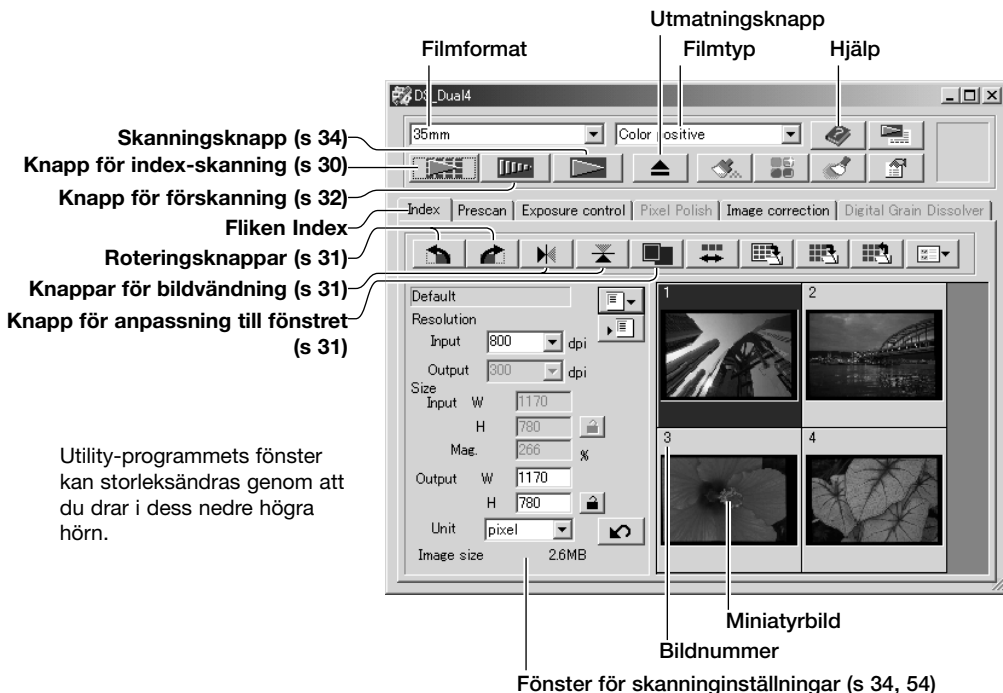 Utmatningsknapp
Filmformat
Filmtyp
Hjälp
DS_Dual4
Skanningsknapp (s 34)
35mm
Color positive
Knapp för index-skanning (s 30)
Knapp för förskanning (s 32)
Fliken Index
Index Prescan Exposure control Pixel Polish Image correction Digital Grain Dissolver
Roteringsknappar (s 31)
Knappar för bildvändning (s 31)
Knapp för anpassning till fönstret
(s 31)
Default
Resolution
Input 800 dpi
Output 300 dpi
Size
Input W 1170
H 780
Mag. 266 %
Output W 1170
H 780
Unit pixel
Image size 2.6MB
1
2
3
4
Utility-programmets fönster
kan storleksändras genom att
du drar i dess nedre högra
hörn.
Miniatyrbild
Bildnummer
Fönster för skanninginställningar (s 34, 54)